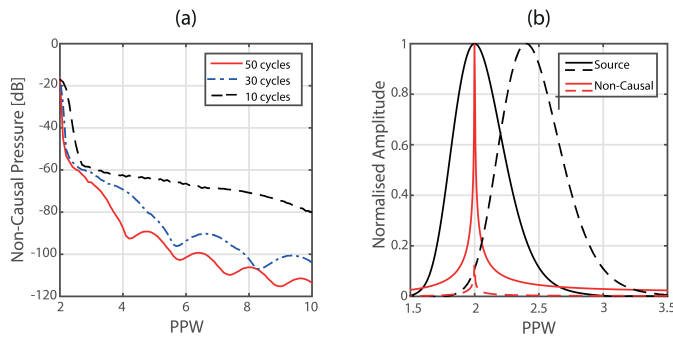 (a)
Non-Causal Pressure [dB]
0
-20
-40
-60
-80
-100
-120
2
4
6
8
10
PPW
50 cycles
30 cycles
10 cycles
(b)
Normalised Amplitude
1
0.8
0.6
0.4
0.2
0
1.5
2
2.5
3
3.5
PPW
Source
Non-Causal